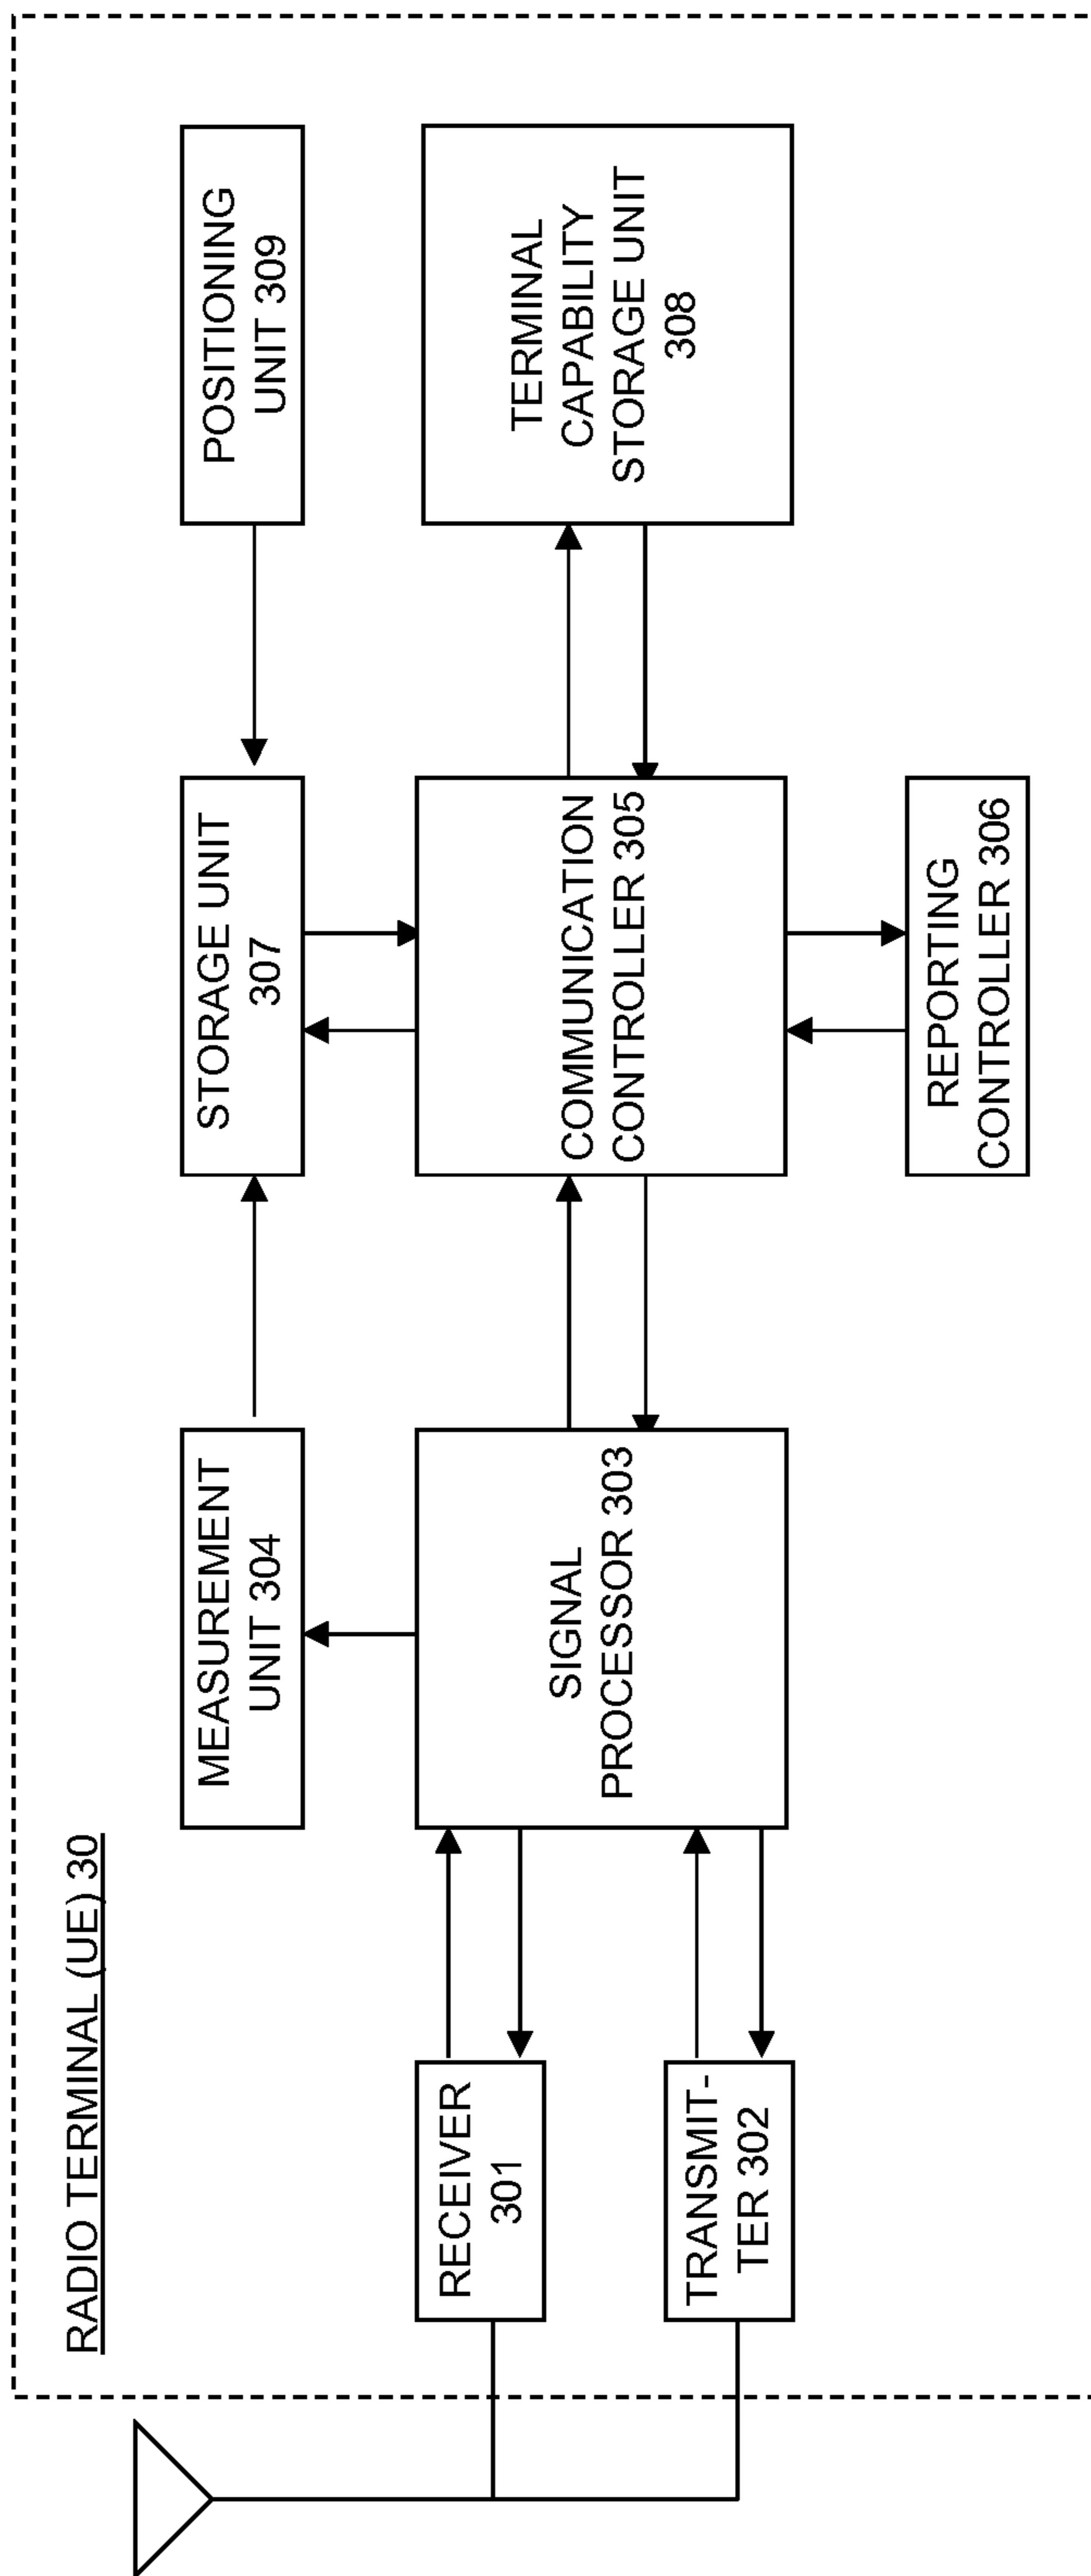 RADIO TERMINAL (UE) 30
MEASUREMENT
UNIT 304
STORAGE UNIT
307
POSITIONING
UNIT 309
RECEIVER
301
TRANSMIT-
TER 302
SIGNAL
PROCESSOR 303
COMMUNICATION
CONTROLLER 305
TERMINAL
CAPABILITY
STORAGE UNIT
308
REPORTING
CONTROLLER 306